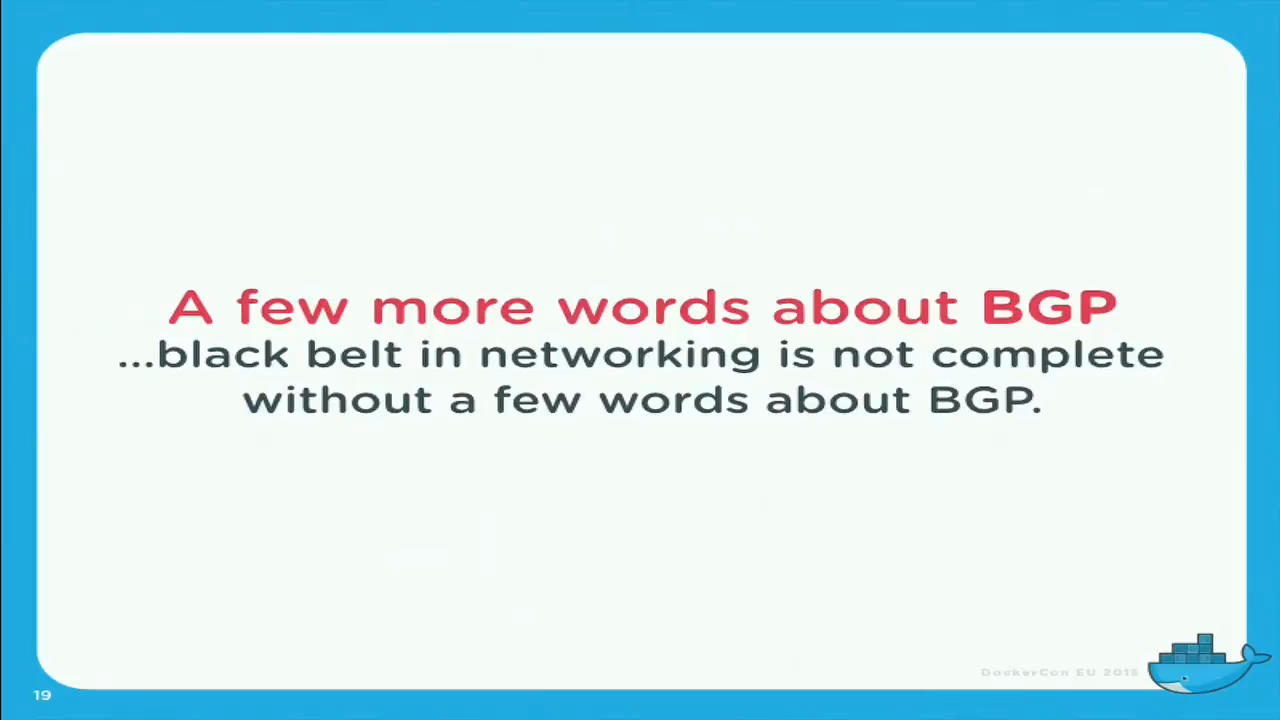 A few more words about BGP
...black belt in networking is not complete
without a few words about BGP.
DockerCon EU 2015
19